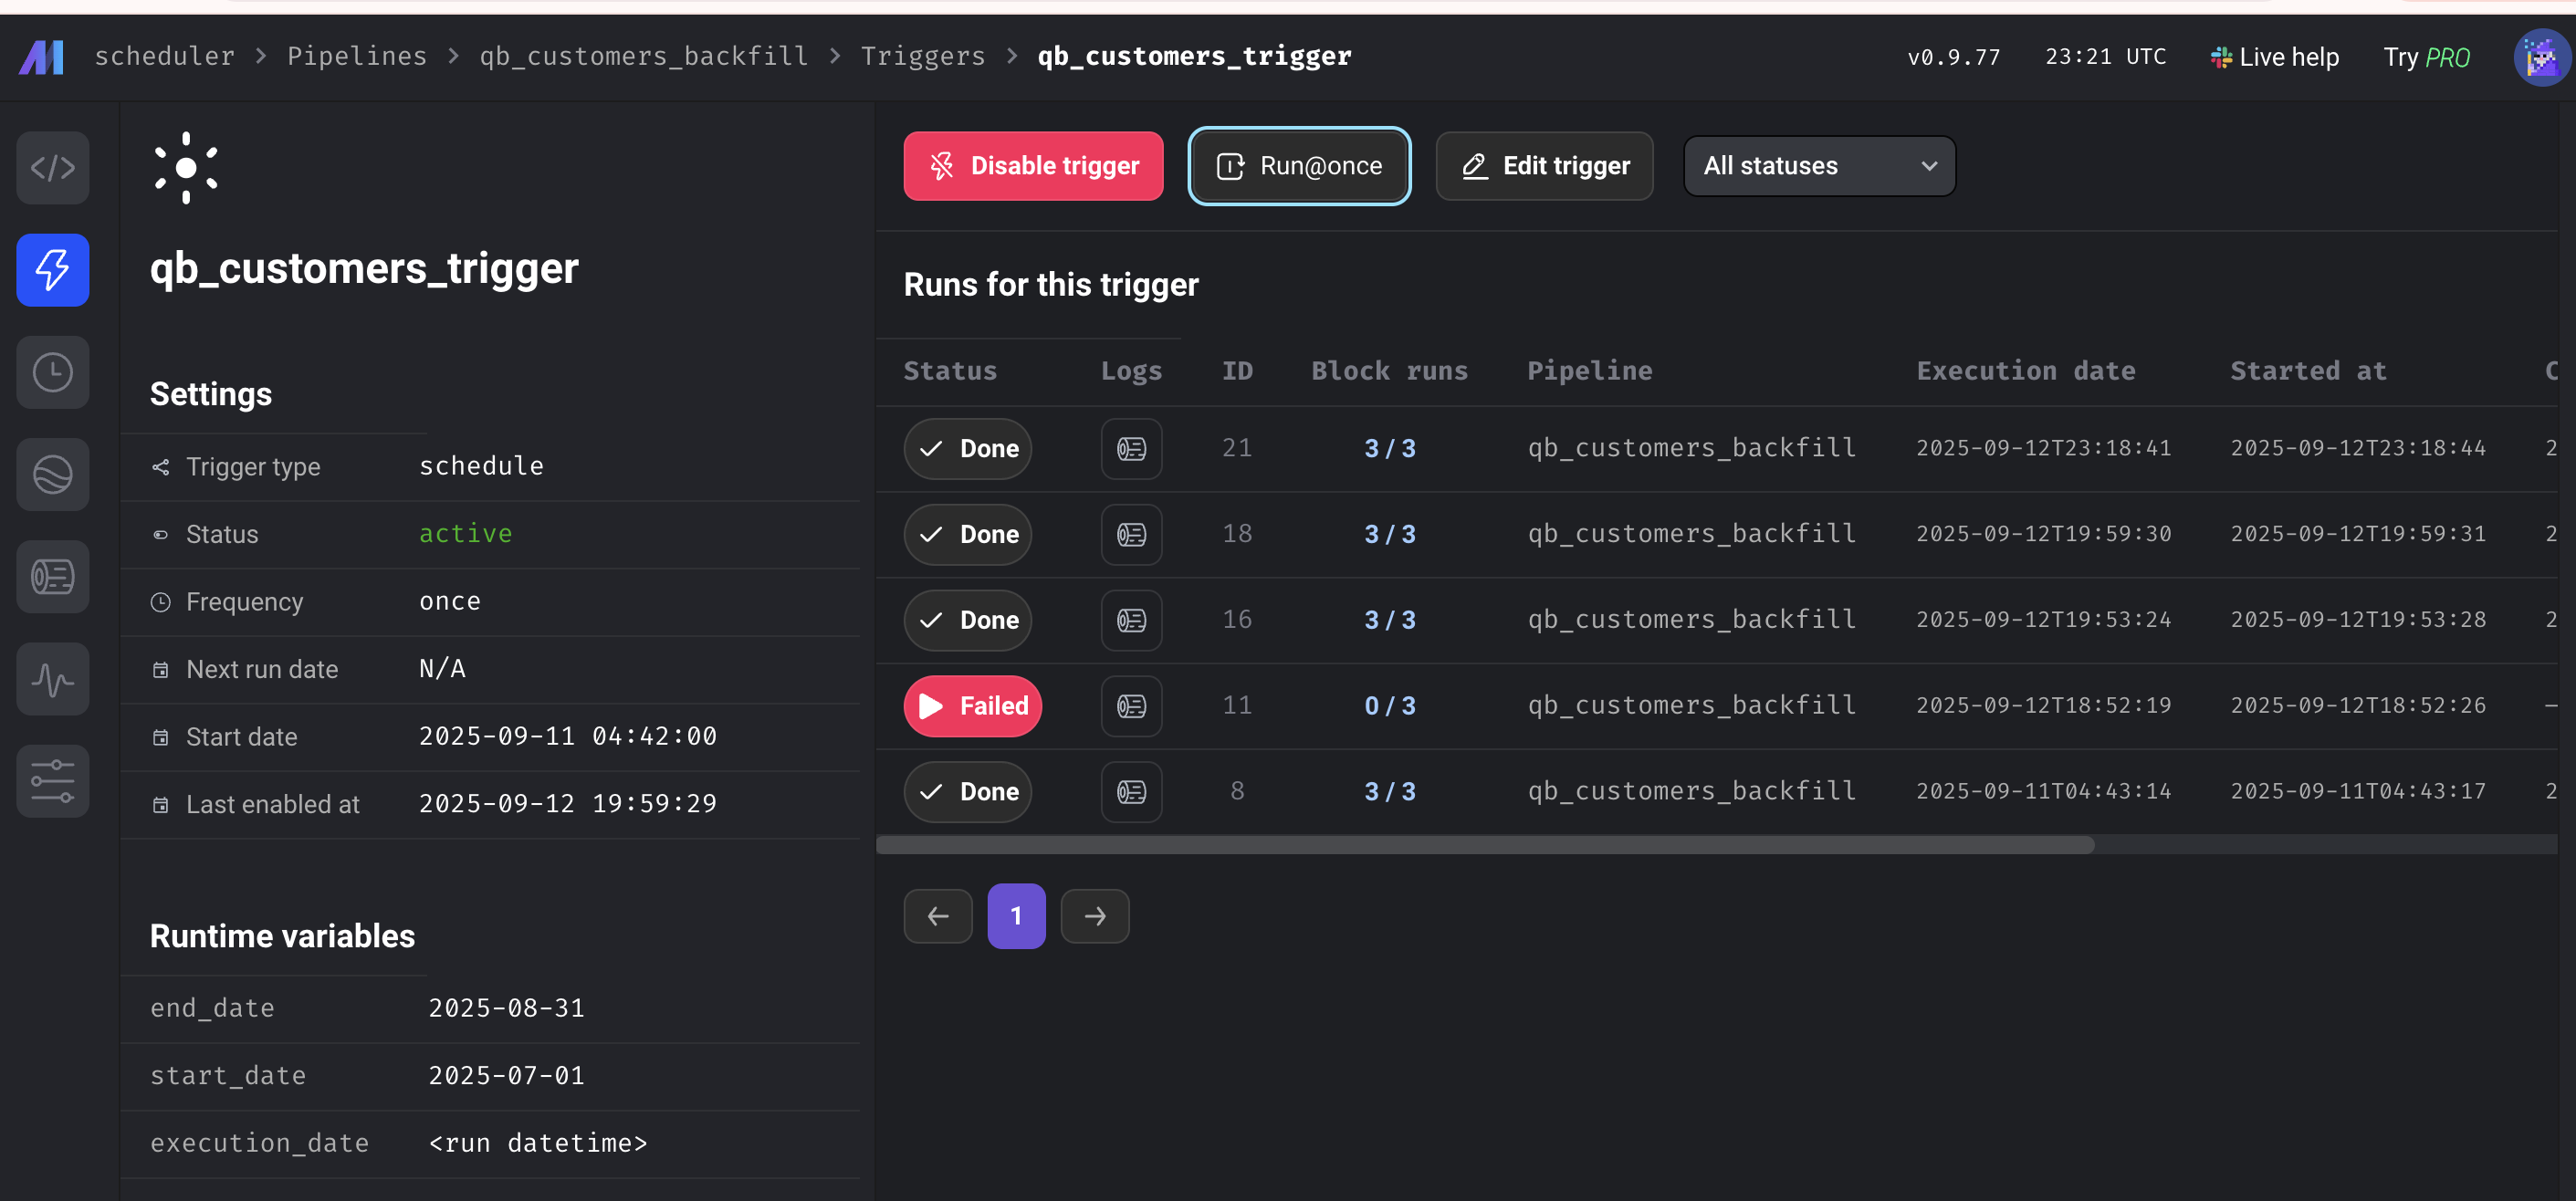 scheduler > Pipelines > qb_customers_backfill > Triggers > qb_customers_trigger
v0.9.77 23:21 UTC Live help Try PRO
qb_customers_trigger
Settings
Trigger type schedule
Status active
Frequency once
Next run date N/A
Start date 2025-09-11 04:42:00
Last enabled at 2025-09-12 19:59:29
Runtime variables
end_date 2025-08-31
start_date 2025-07-01
execution_date <run datetime>
Disable trigger Run@once Edit trigger All statuses
Runs for this trigger
Status Logs ID Block runs Pipeline Execution date Started at C
Done 21 3 / 3 qb_customers_backfill 2025-09-12T23:18:41 2025-09-12T23:18:44 2
Done 18 3 / 3 qb_customers_backfill 2025-09-12T19:59:30 2025-09-12T19:59:31 2
Done 16 3 / 3 qb_customers_backfill 2025-09-12T19:53:24 2025-09-12T19:53:28 2
Failed 11 0 / 3 qb_customers_backfill 2025-09-12T18:52:19 2025-09-12T18:52:26 –
Done 8 3 / 3 qb_customers_backfill 2025-09-11T04:43:14 2025-09-11T04:43:17 2
1